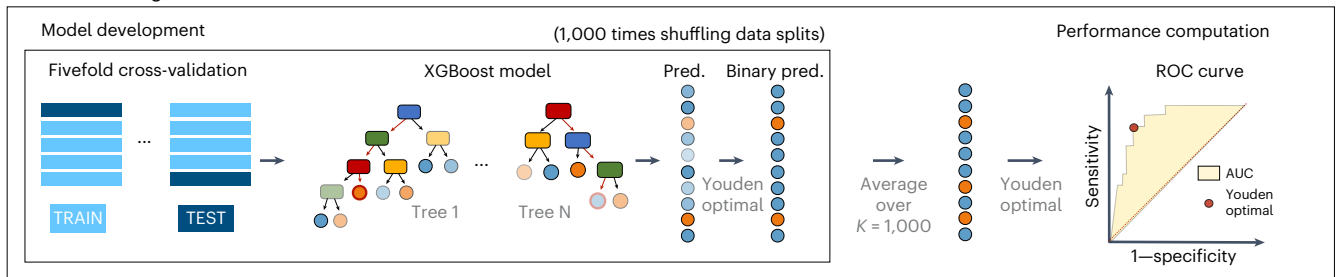 Model development
(1,000 times shuffling data splits)
Performance computation
Fivefold cross-validation
XGBoost model
Pred.
Binary pred.
ROC curve
...
...
TRAIN
TEST
Tree 1
Tree N
Youden
optimal
Average
over
K = 1,000
Youden
optimal
Sensitivity
AUC
Youden
optimal
1—specificity